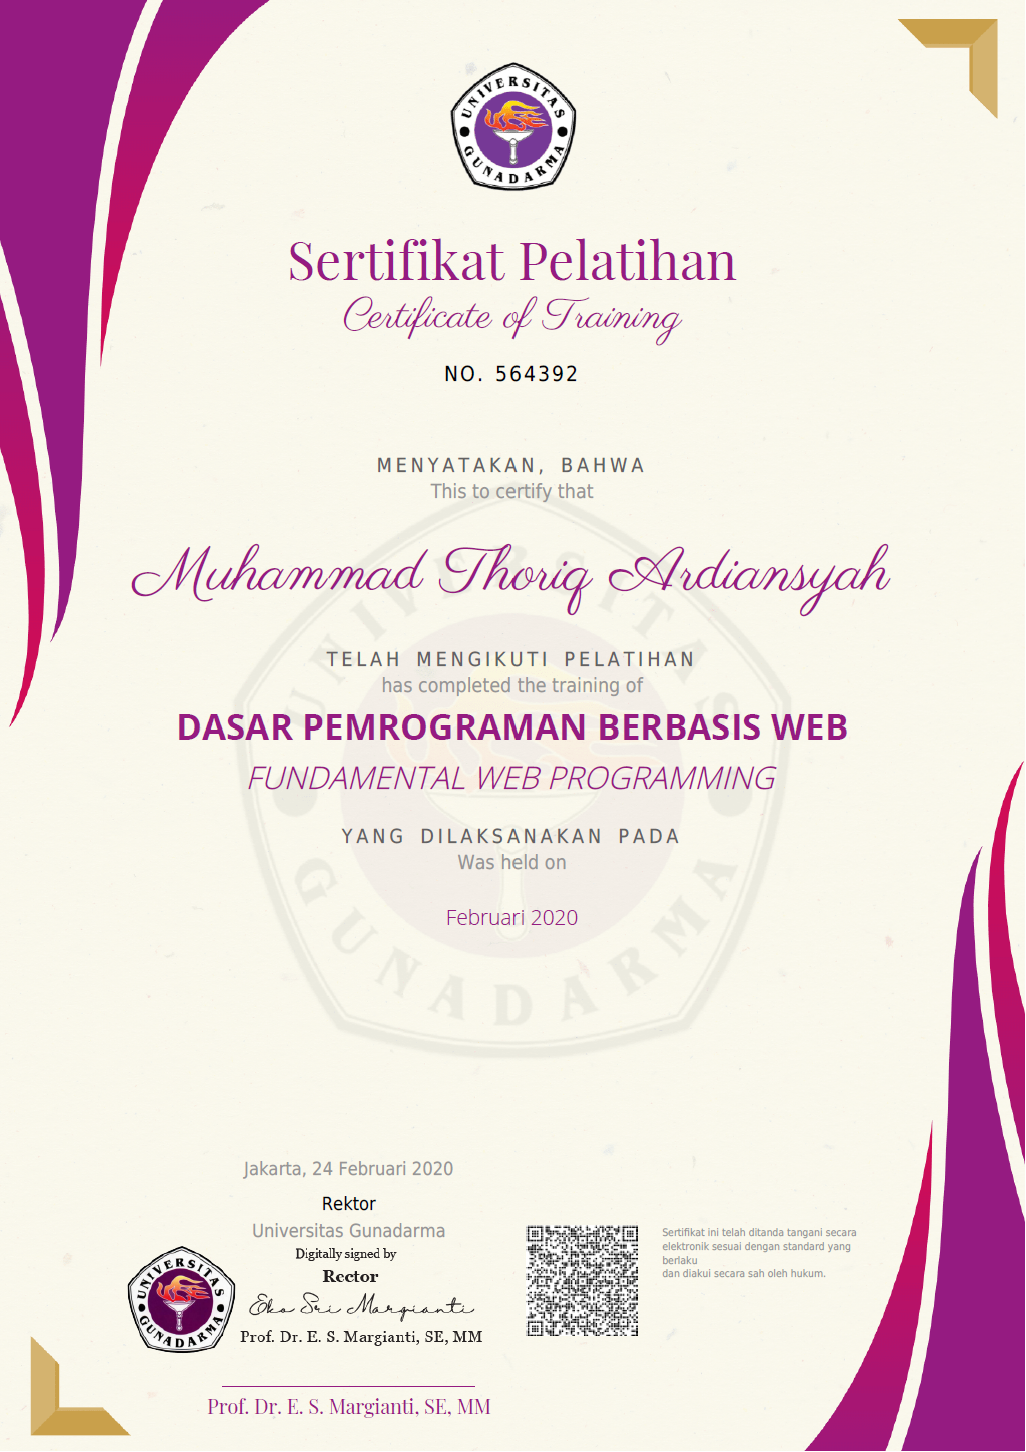 UNIVERSITAS
GUNADARMA
Sertifikat Pelatihan
Certificate of Training
NO. 564392
MENYATAKAN, BAHWA
This to certify that
Muhammad Thoriq Ardiansyah
TELAH MENGIKUTI PELATIHAN
has completed the training of
DASAR PEMROGRAMAN BERBASIS WEB
FUNDAMENTAL WEB PROGRAMMING
YANG DILAKSANAKAN PADA
Was held on
Februari 2020
UNIVERSITAS
GUNADARMA
Jakarta, 24 Februari 2020
Rektor
Universitas Gunadarma
Digitally signed by
Rector
Eko Sri Margianti
Prof. Dr. E. S. Margianti, SE, MM
UNIVERSITAS
GUNADARMA
Prof. Dr. E. S. Margianti, SE, MM
Sertifikat ini telah ditanda tangani secara
elektronik sesuai dengan standard yang
berlaku
dan diakui secara sah oleh hukum.